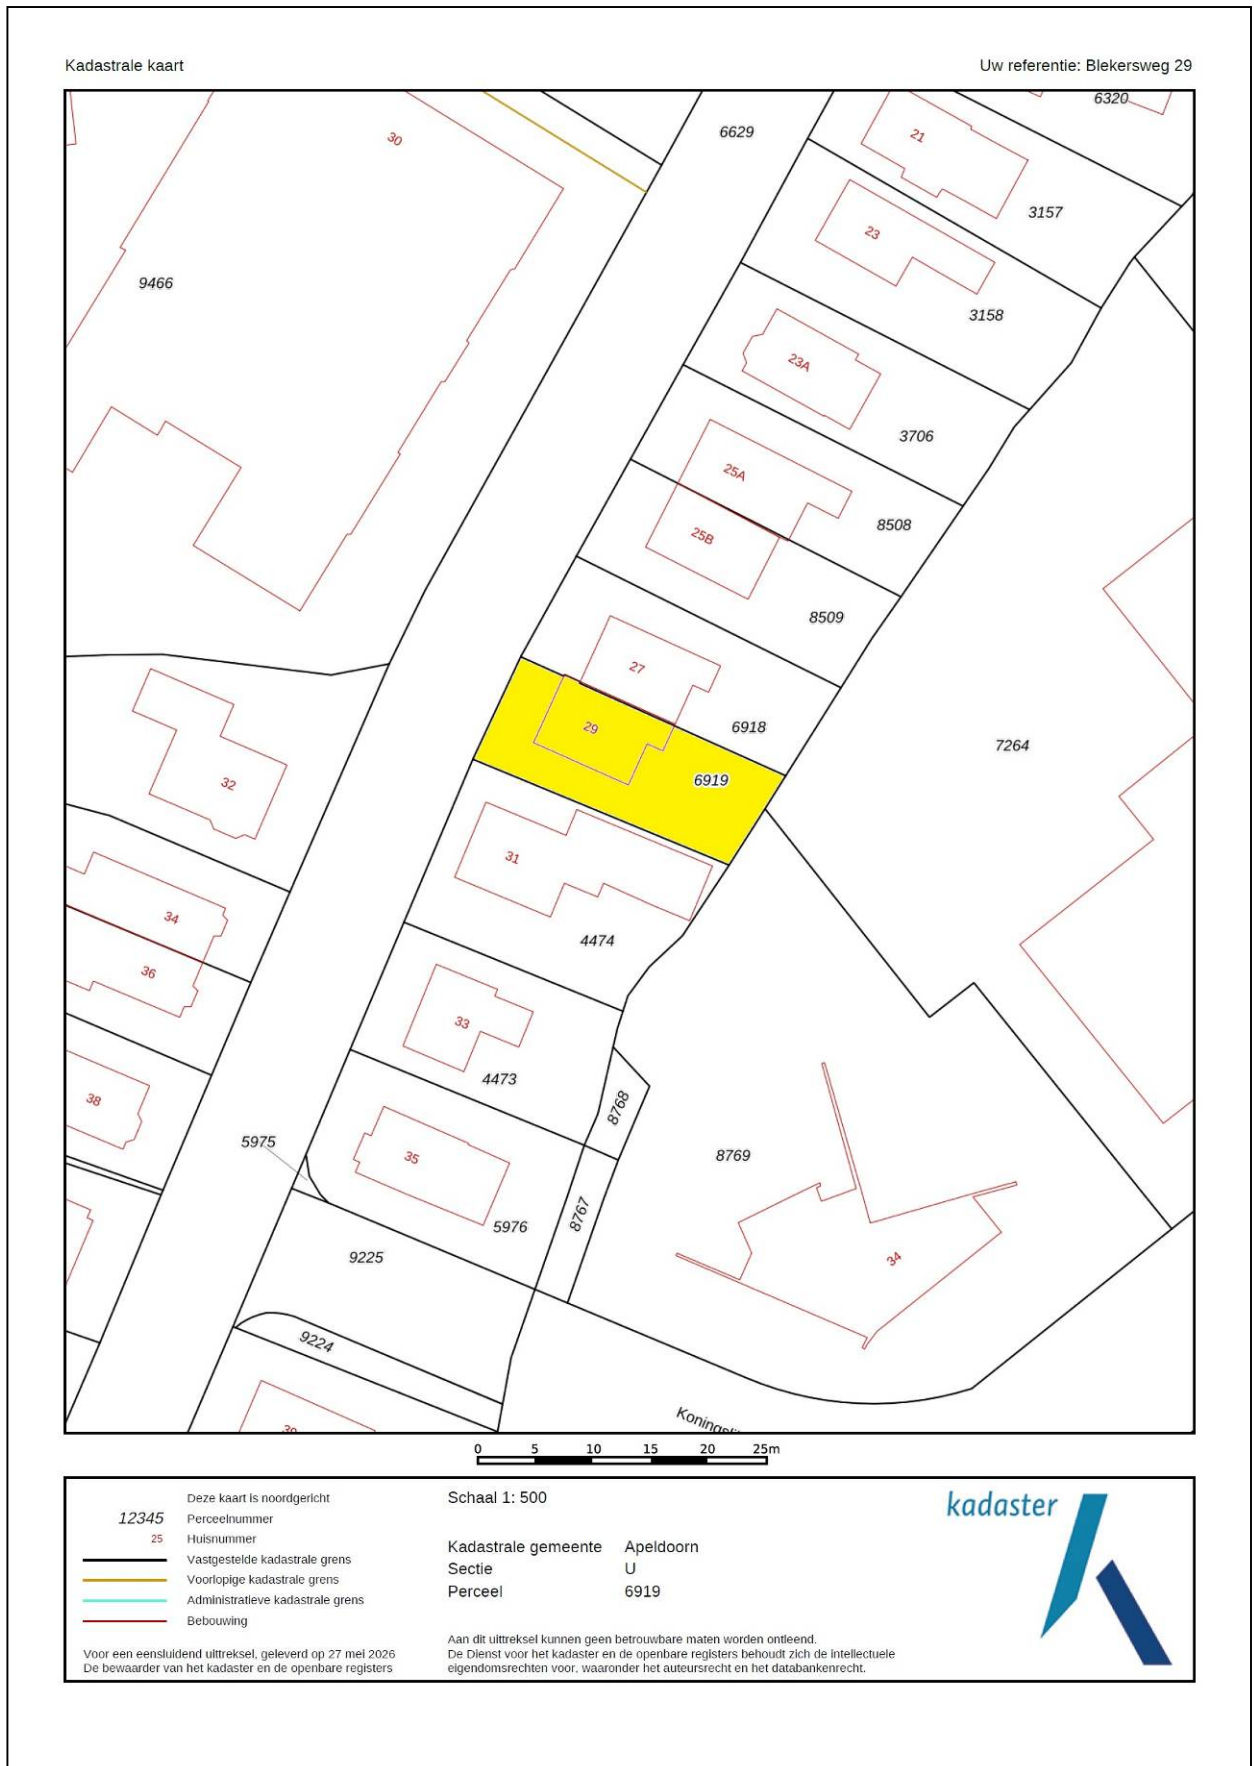 Kadastrale kaart
Uw referentie: Blekersweg 29
6320
6629
21
30
3157
23
9466
3158
23A
3706
25A
8508
25B
8509
27
6918
29
7264
6919
32
31
34
4474
36
33
4473
38
8768
5975
35
8769
8767
5976
9225
34
9224
0 5 10 15 20 25m
Deze kaart is noordgericht
12345 Perceelnummer
25 Huisnummer
Vastgestelde kadastrale grens
Voorlopige kadastrale grens
Administratieve kadastrale grens
Bebouwing
Voor een eensluidend uittreksel, geleverd op 27 mei 2026
De bewaarder van het kadaster en de openbare registers
Schaal 1: 500
Kadastrale gemeente Apeldoorn
Sectie U
Perceel 6919
Aan dit uittreksel kunnen geen betrouwbare maten worden ontleend.
De Dienst voor het kadaster en de openbare registers behoudt zich de intellectuele
eigendomsrechten voor, waaronder het auteursrecht en het databankenrecht.
kadaster